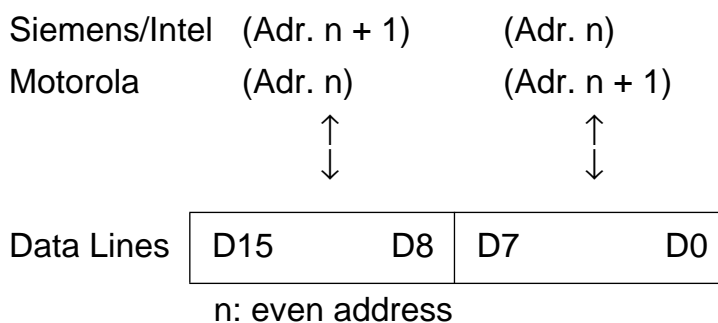 Siemens/Intel (Adr. n + 1) (Adr. n)
Motorola (Adr. n) (Adr. n + 1)
Data Lines D15 D8 D7 D0
n: even address